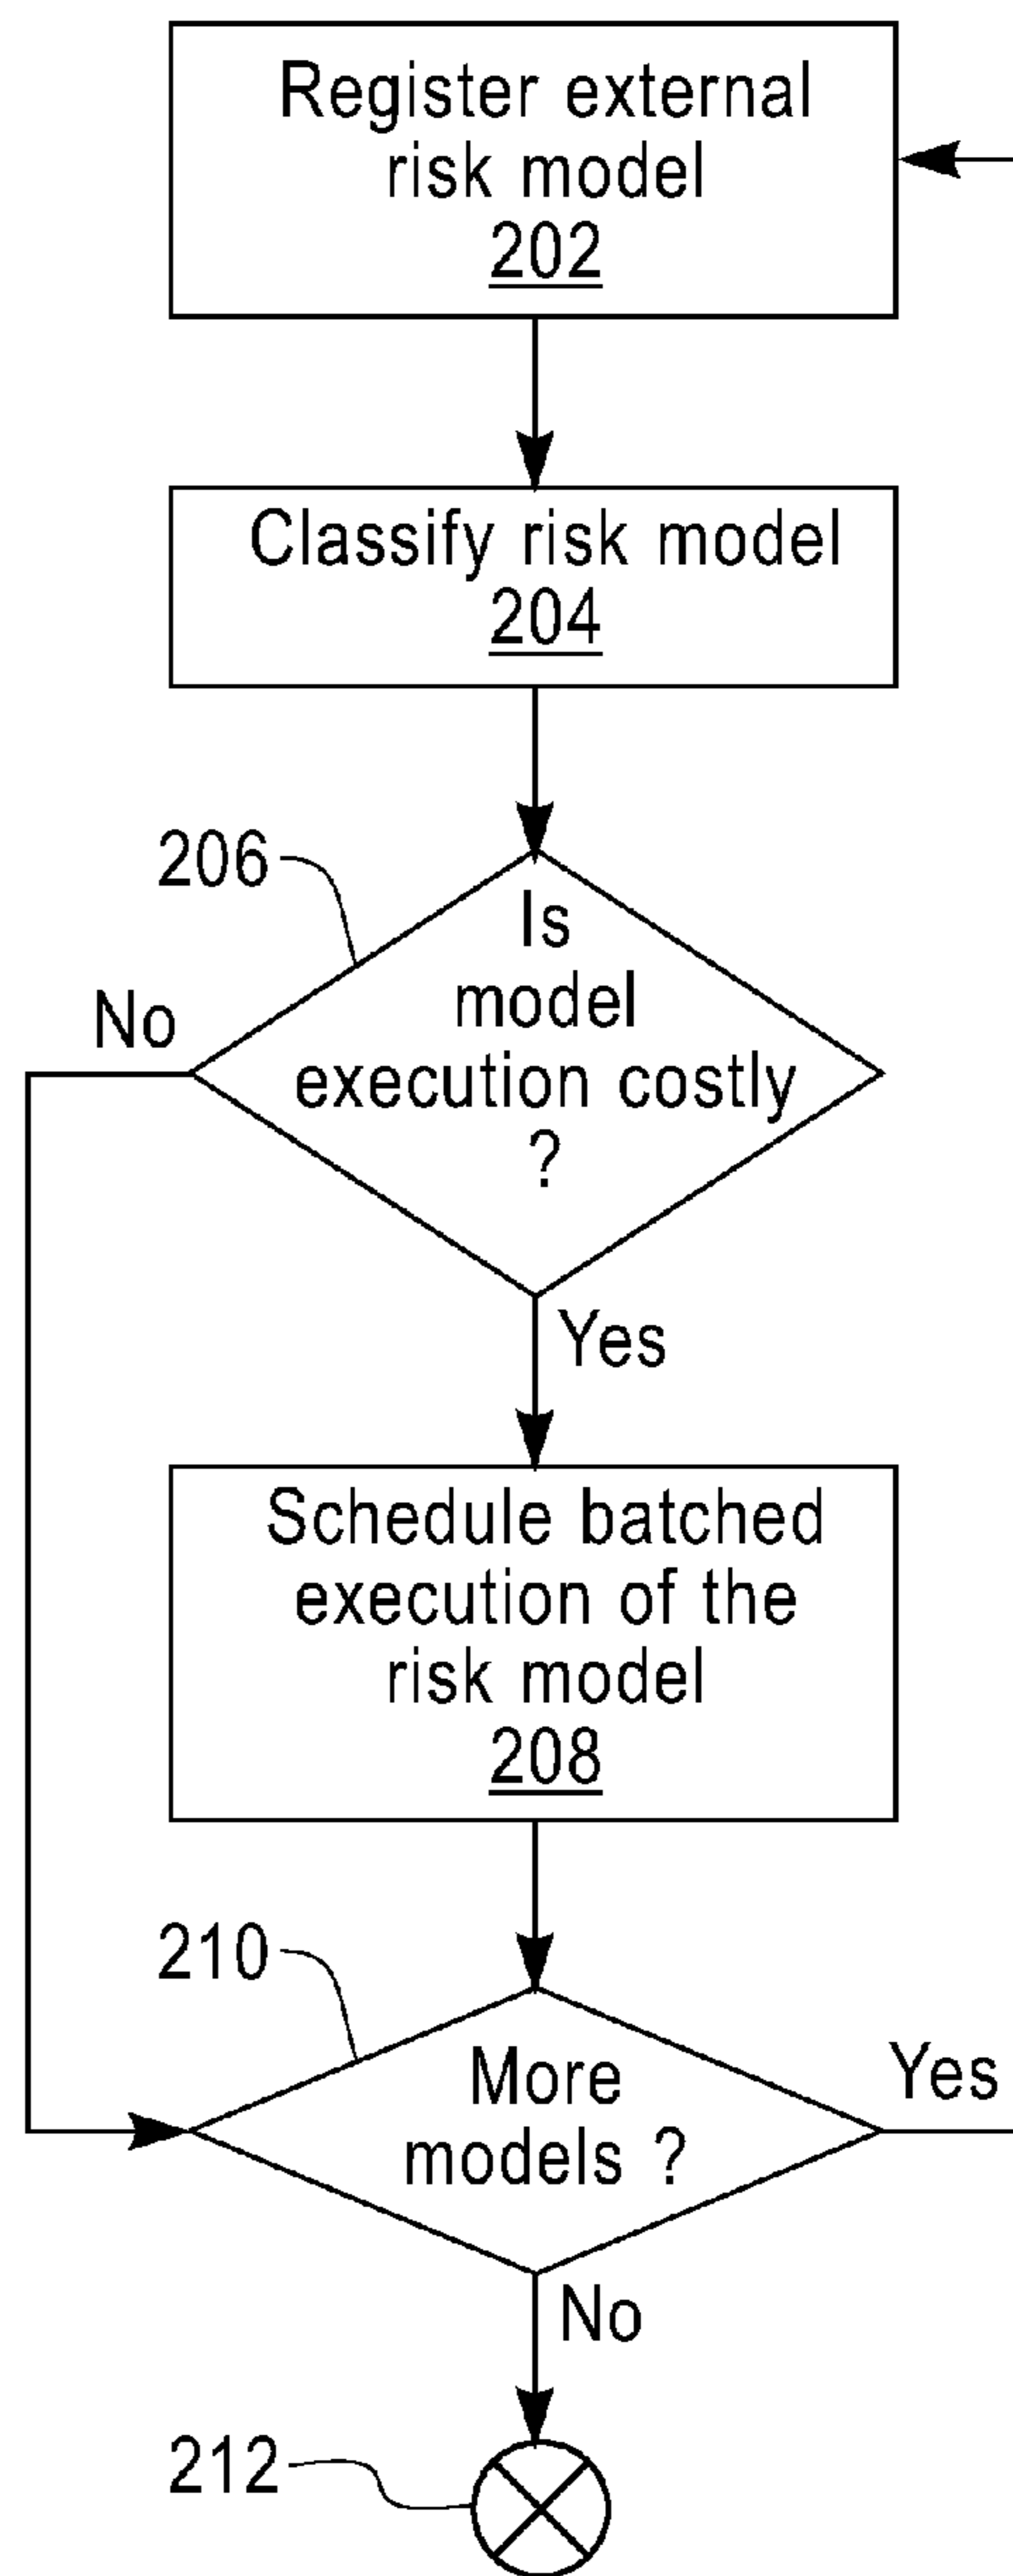 Register external
risk model
202
Classify risk model
204
206
Is
model
execution costly
?
No
Yes
Schedule batched
execution of the
risk model
208
210
More
models ?
Yes
No
212